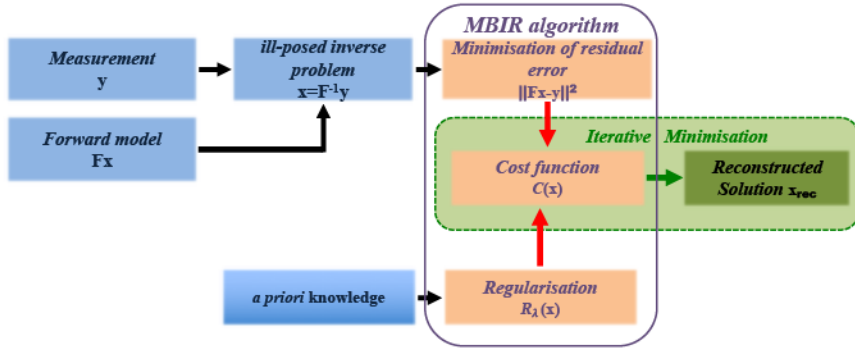 MBIR algorithm
Measurement
y
ill-posed inverse
problem
x=F⁻¹y
Minimisation of residual
error
||Fx-y||²
Forward model
Fx
Iterative Minimisation
Cost function
C(x)
Reconstructed
Solution xrec
a priori knowledge
Regularisation
Rλ(x)